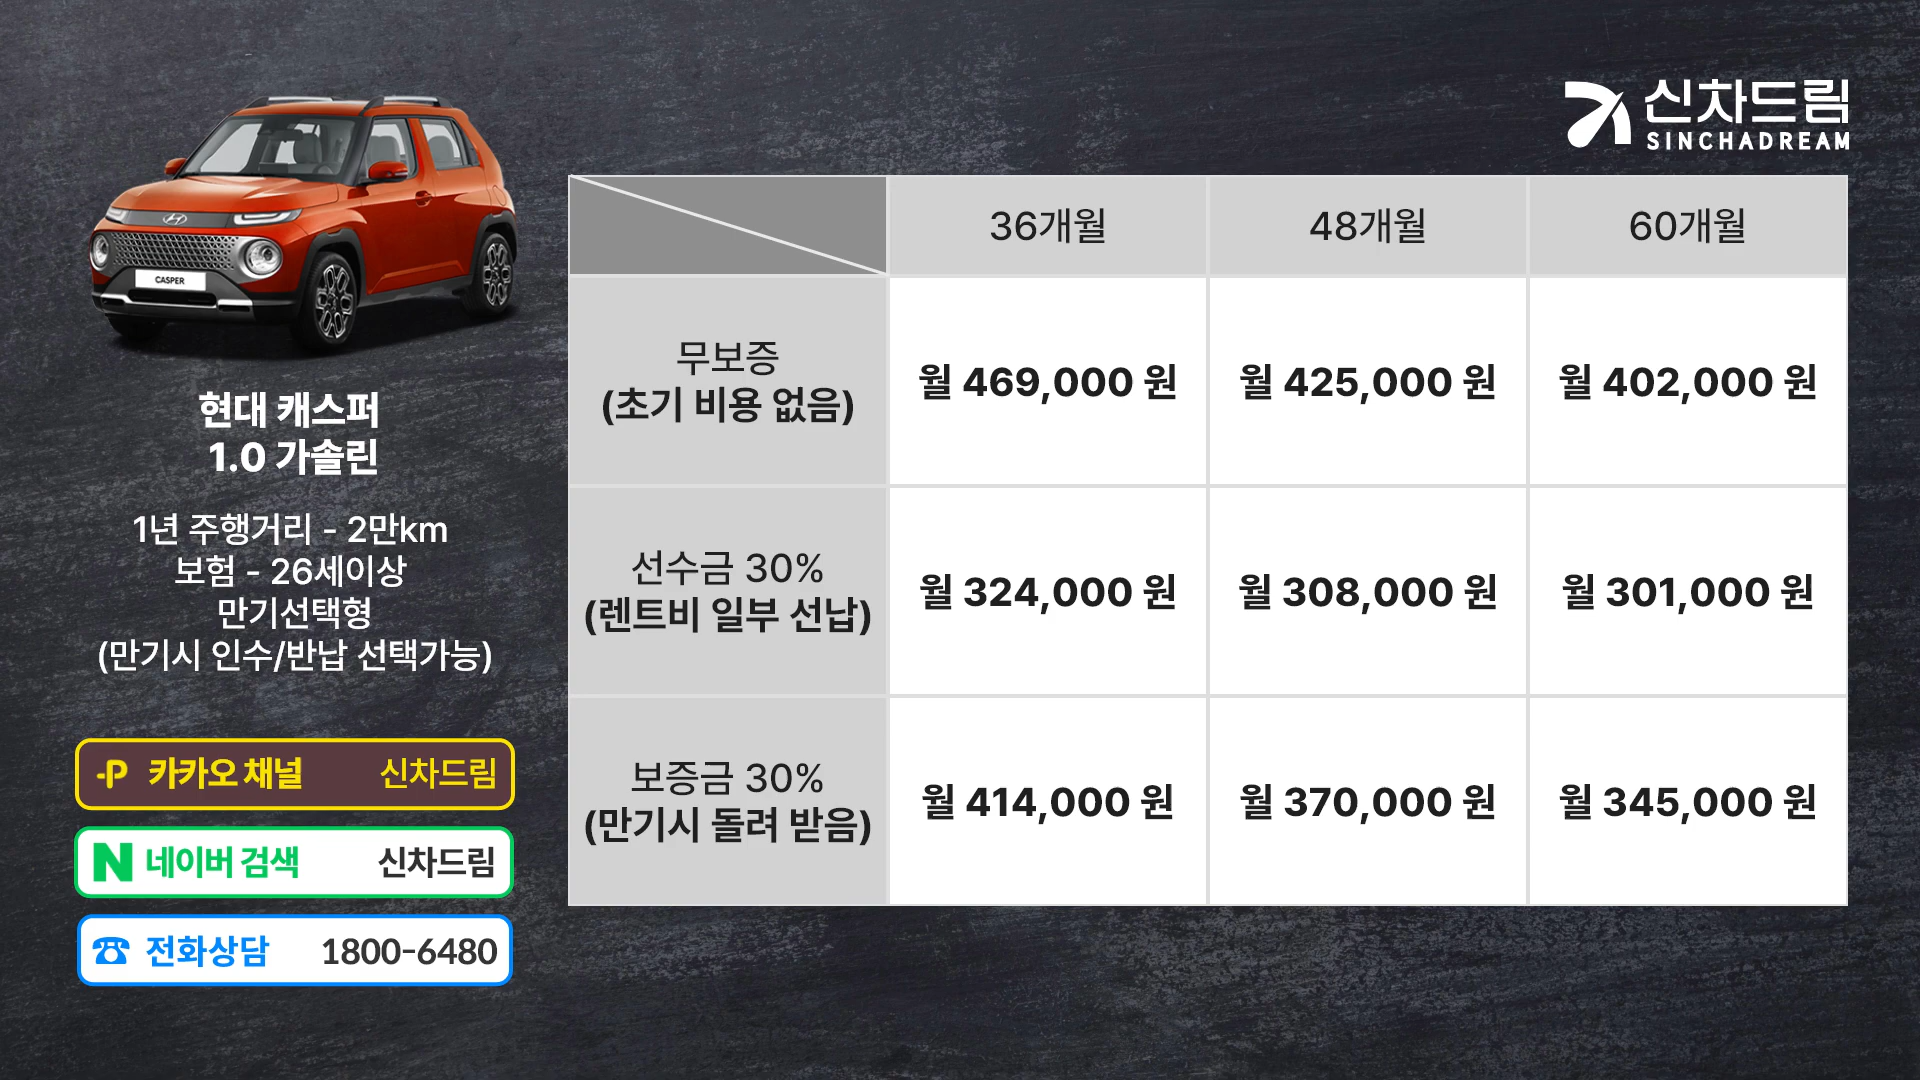 신차드림
SINCHADREAM
CASPER
현대 캐스퍼
1.0 가솔린
1년 주행거리 - 2만km
보험 - 26세이상
만기선택형
(만기시 인수/반납 선택가능)
카카오 채널 신차드림
N 네이버 검색 신차드림
전화상담 1800-6480
36개월 48개월 60개월
무보증
(초기 비용 없음)
월 469,000 원 월 425,000 원 월 402,000 원
선수금 30%
(렌트비 일부 선납)
월 324,000 원 월 308,000 원 월 301,000 원
보증금 30%
(만기시 돌려 받음)
월 414,000 원 월 370,000 원 월 345,000 원